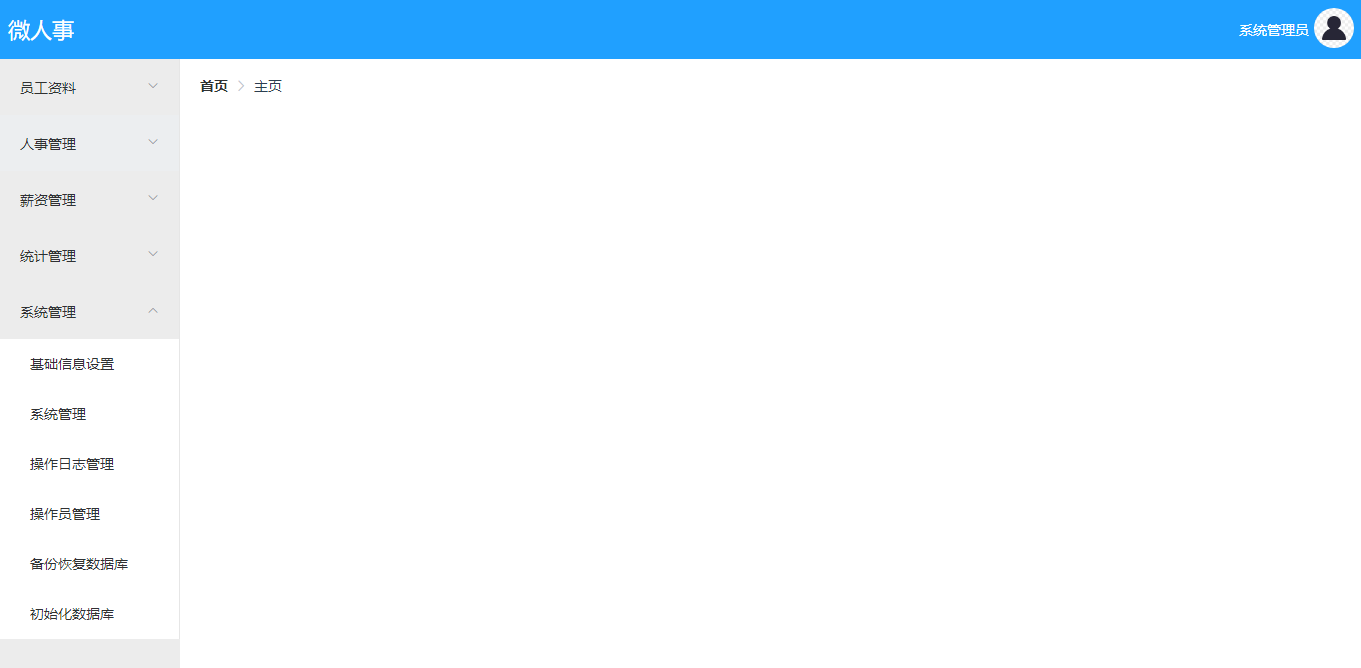 微人事
系统管理员
员工资料
首页 主页
人事管理
薪资管理
统计管理
系统管理
基础信息设置
系统管理
操作日志管理
操作员管理
备份恢复数据库
初始化数据库